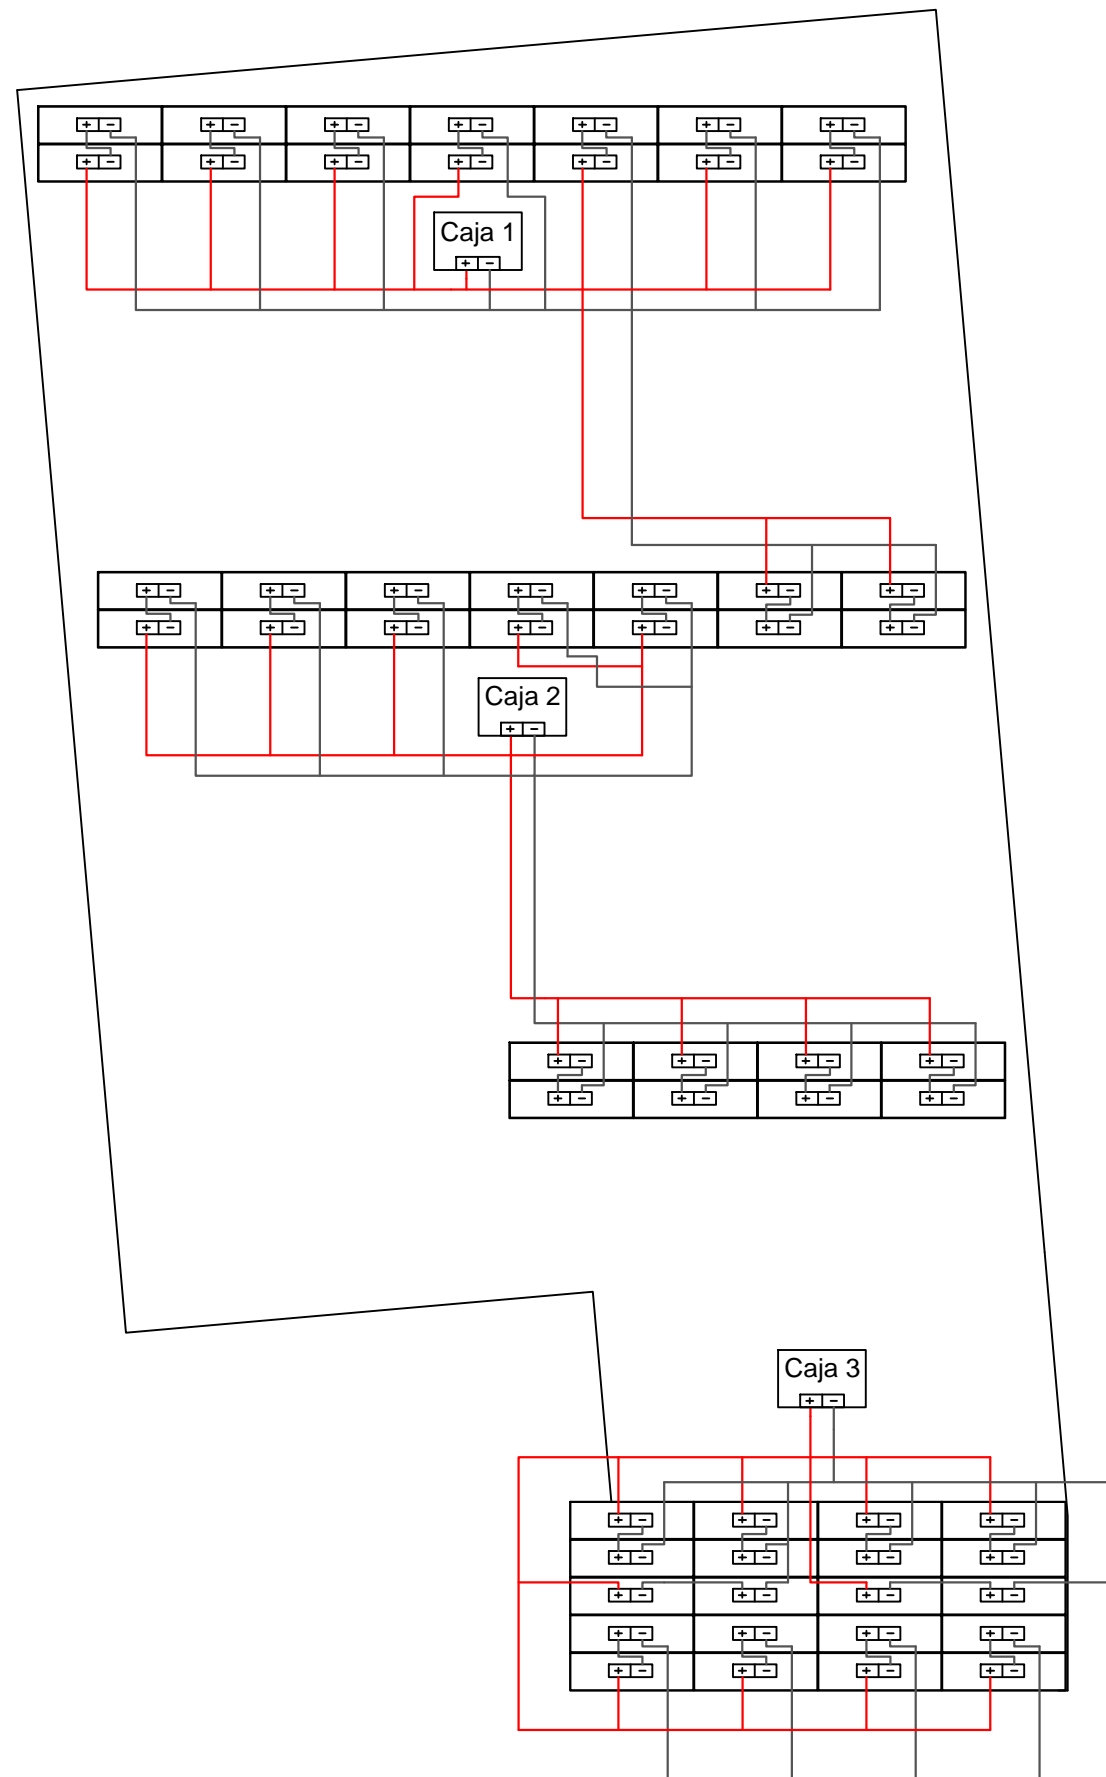 + − + − + − + − + − + − + −
+ − + − + − + − + − + − + −
Caja 1
+ −
+ − + − + − + − + − + − + −
+ − + − + − + − + − + − + −
Caja 2
+ −
+ − + − + − + −
+ − + − + − + −
Caja 3
+ −
+ − + − + − + −
+ − + − + − + −
+ − + − + − + −
+ − + − + − + −
+ − + − + − + −